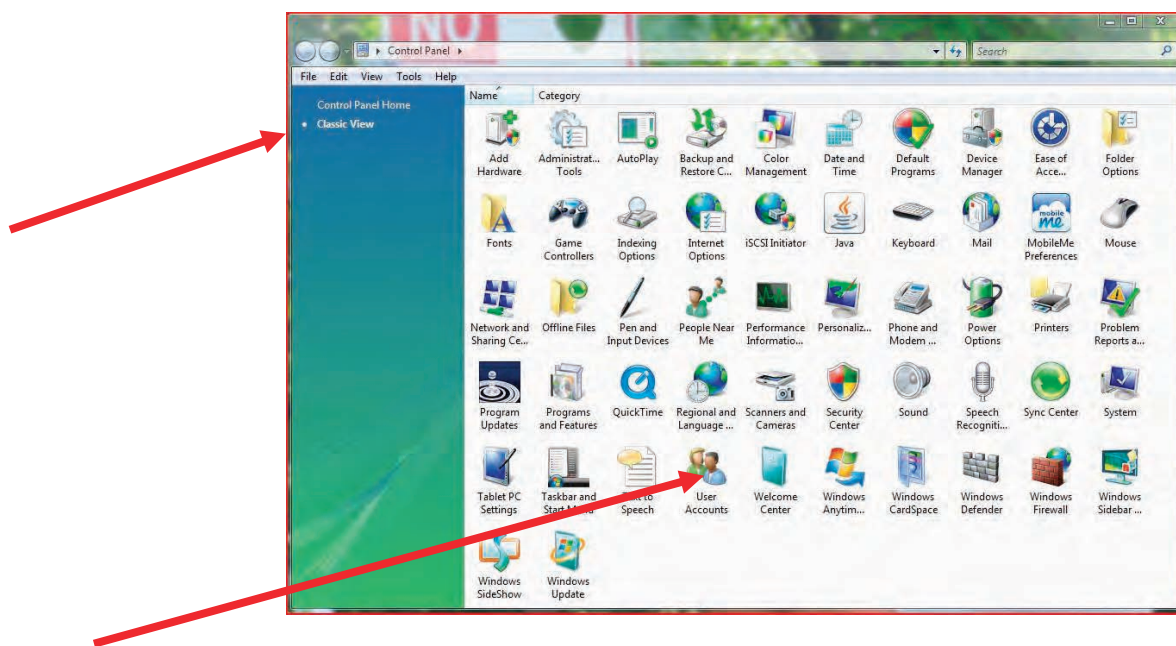 NO
Control Panel
Search
File Edit View Tools Help
Name Category
Control Panel Home
Classic View
Add Hardware
Administrat... Tools
AutoPlay
Backup and Restore C...
Color Management
Date and Time
Default Programs
Device Manager
Ease of Acce...
Folder Options
Fonts
Game Controllers
Indexing Options
Internet Options
iSCSI Initiator
Java
Keyboard
Mail
mobile me
MobileMe Preferences
Mouse
Network and Sharing Ce...
Offline Files
Pen and Input Devices
People Near Me
Performance Informatio...
Personaliz...
Phone and Modem ...
Power Options
Printers
Problem Reports a...
Program Updates
Programs and Features
QuickTime
Regional and Language ...
Scanners and Cameras
Security Center
Sound
Speech Recogniti...
Sync Center
System
Tablet PC Settings
Taskbar and Start Menu
Text to Speech
User Accounts
Welcome Center
Windows Anytim...
Windows CardSpace
Windows Defender
Windows Firewall
Windows Sidebar ...
Windows SideShow
Windows Update